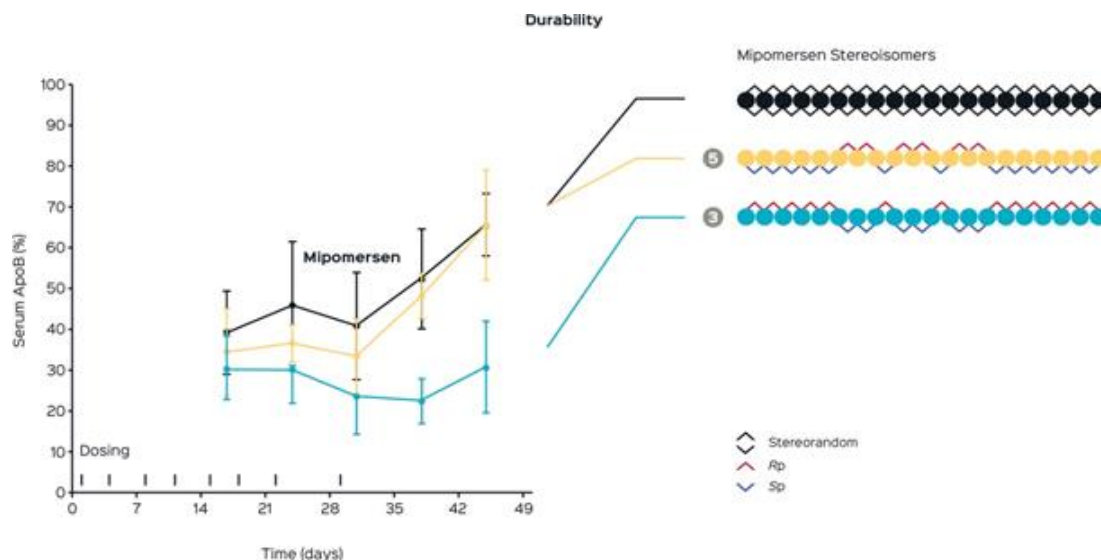 Durability
Mipomersen Stereoisomers
5
3
Serum ApoB (%)
100
90
80
70
60
50
40
30
20
10
0
Mipomersen
Dosing
0 7 14 21 28 35 42 49
Time (days)
Stereorandom
Rp
Sp